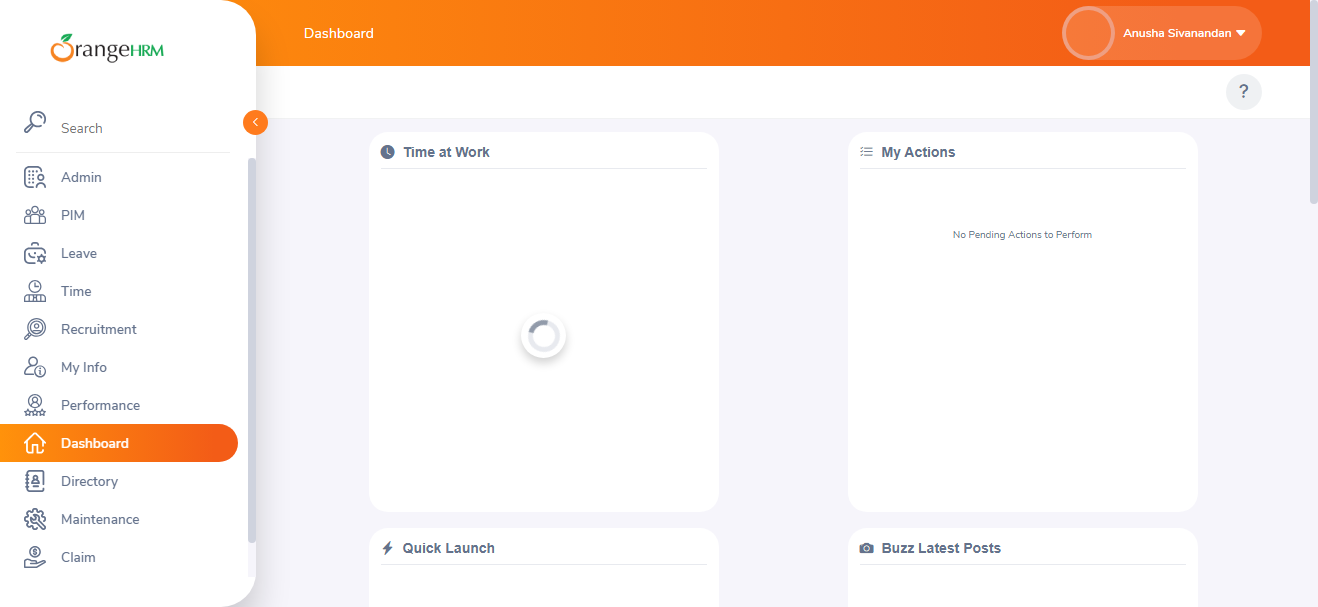 OrangeHRM
Search
Admin
PIM
Leave
Time
Recruitment
My Info
Performance
Dashboard
Directory
Maintenance
Claim
Dashboard
Anusha Sivanandan
?
Time at Work
My Actions
No Pending Actions to Perform
Quick Launch
Buzz Latest Posts